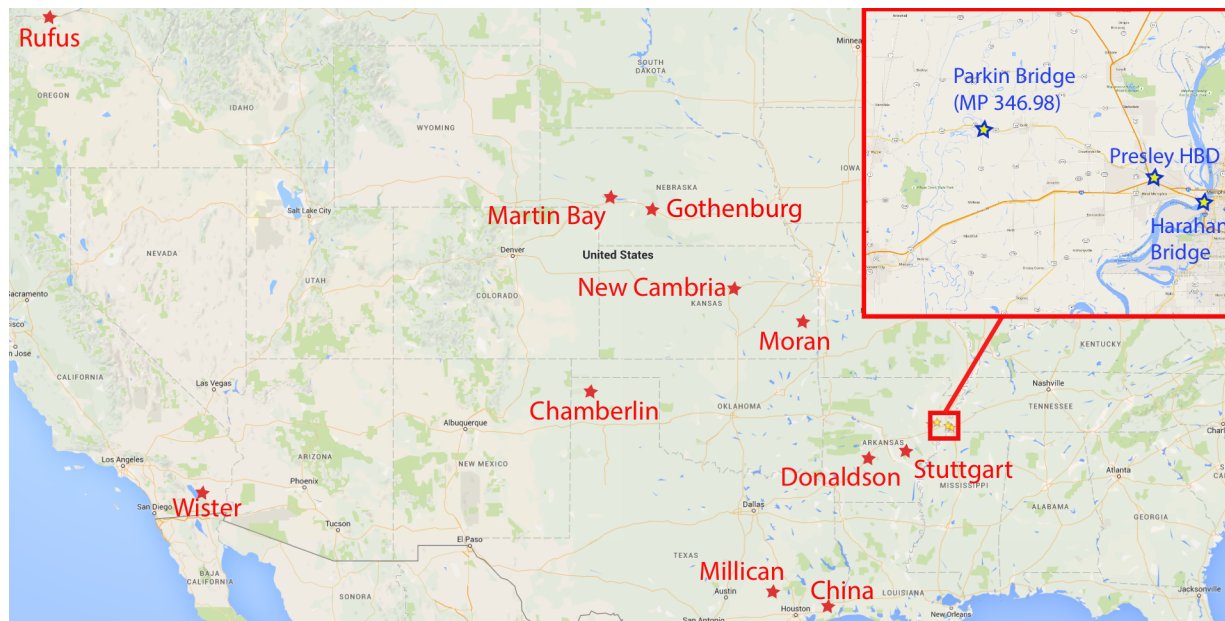 Rufus
OREGON
IDAHO
WYOMING
SOUTH
DAKOTA
Minnea
IOWA
NEBRASKA
Martin Bay
Gothenburg
Salt Lake City
NEVADA
UTAH
Denver
United States
COLORADO
New Cambria
KANSAS
Moran
Sacramento
n José
CALIFORNIA
Las Vegas
Chamberlin
OKLAHOMA
Albuquerque
NEW MEXICO
ARIZONA
Los Angeles
Phoenix
San Diego
Wister
Tucson
El Paso
BAJA
CALIFORNIA
SONORA
KENTUCKY
Nashville
TENNESSEE
Charl
ARKANSAS
Donaldson
Stuttgart
MISSISSIPPI
Atlanta
ALABAMA
GEORGIA
Dallas
TEXAS
Millican
China
Austin
Houston
San Antonio
LOUISIANA
New Orleans
Jacksonville
Parkin Bridge
(MP 346.98)
Presley HBD
Harahan
Bridge